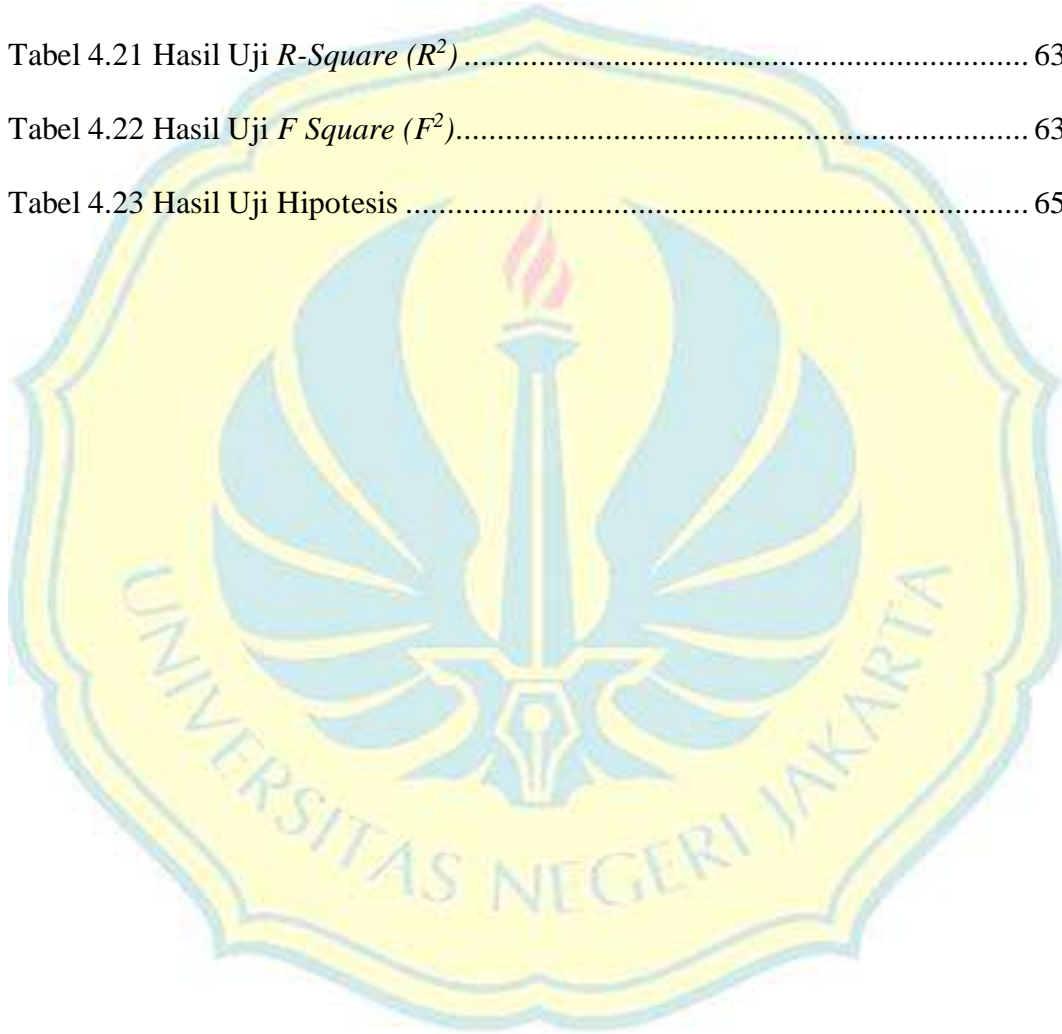 Tabel 4.21 Hasil Uji R-Square (R²) ........................................................................ 63
Tabel 4.22 Hasil Uji F Square (F²)......................................................................... 63
Tabel 4.23 Hasil Uji Hipotesis ............................................................................... 65
UNIVERSITAS NEGERI JAKARTA